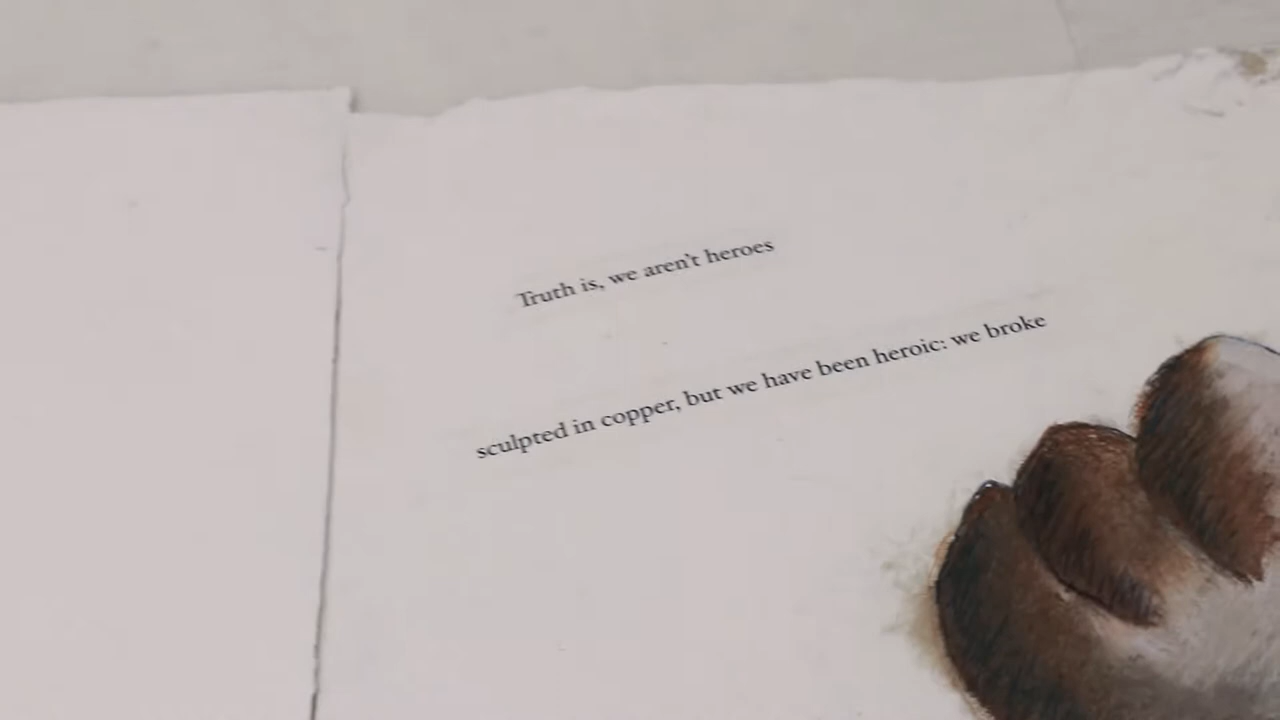 Truth is, we aren't heroes
sculpted in copper, but we have been heroic: we broke